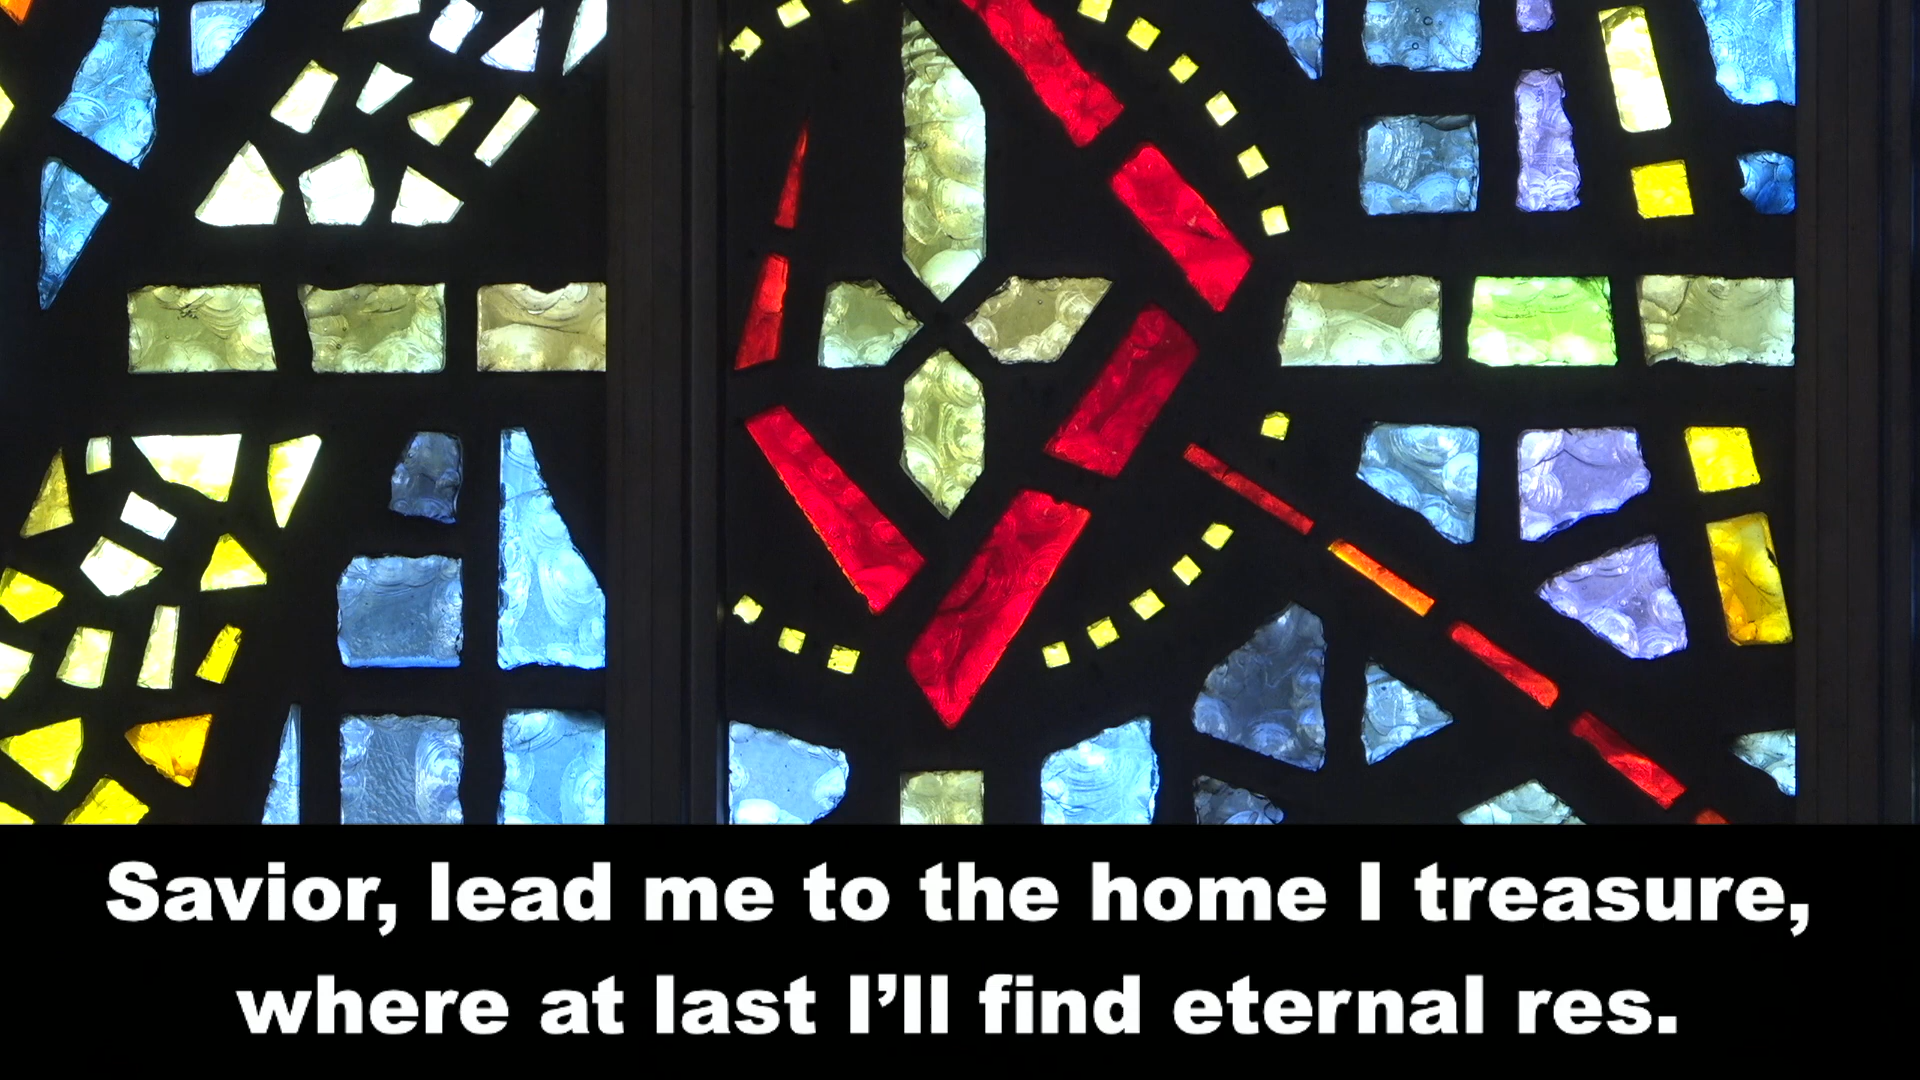 Savior, lead me to the home I treasure,
where at last I’ll find eternal res.